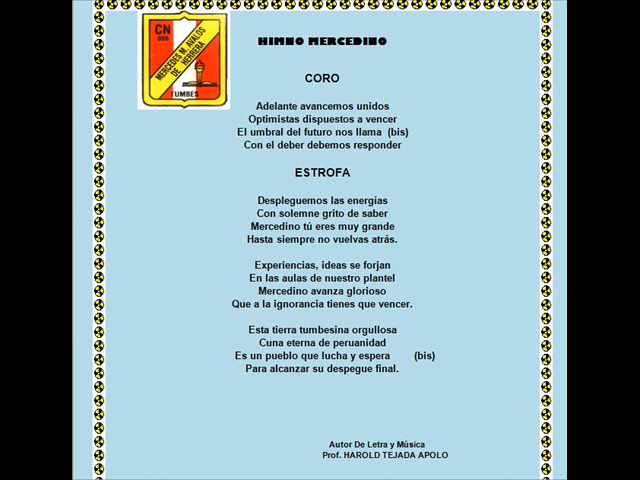 CN
008
MERCEDES M. AVALOS
DE HERRERA
TUMBES
HIMNO MERCEDINO
CORO
Adelante avancemos unidos
Optimistas dispuestos a vencer
El umbral del futuro nos llama (bis)
Con el deber debemos responder
ESTROFA
Despleguemos las energías
Con solemne grito de saber
Mercedino tú eres muy grande
Hasta siempre no vuelvas atrás.
Experiencias, ideas se forjan
En las aulas de nuestro plantel
Mercedino avanza glorioso
Que a la ignorancia tienes que vencer.
Esta tierra tumbesina orgullosa
Cuna eterna de peruanidad
Es un pueblo que lucha y espera (bis)
Para alcanzar su despegue final.
Autor De Letra y Música
Prof. HAROLD TEJADA APOLO